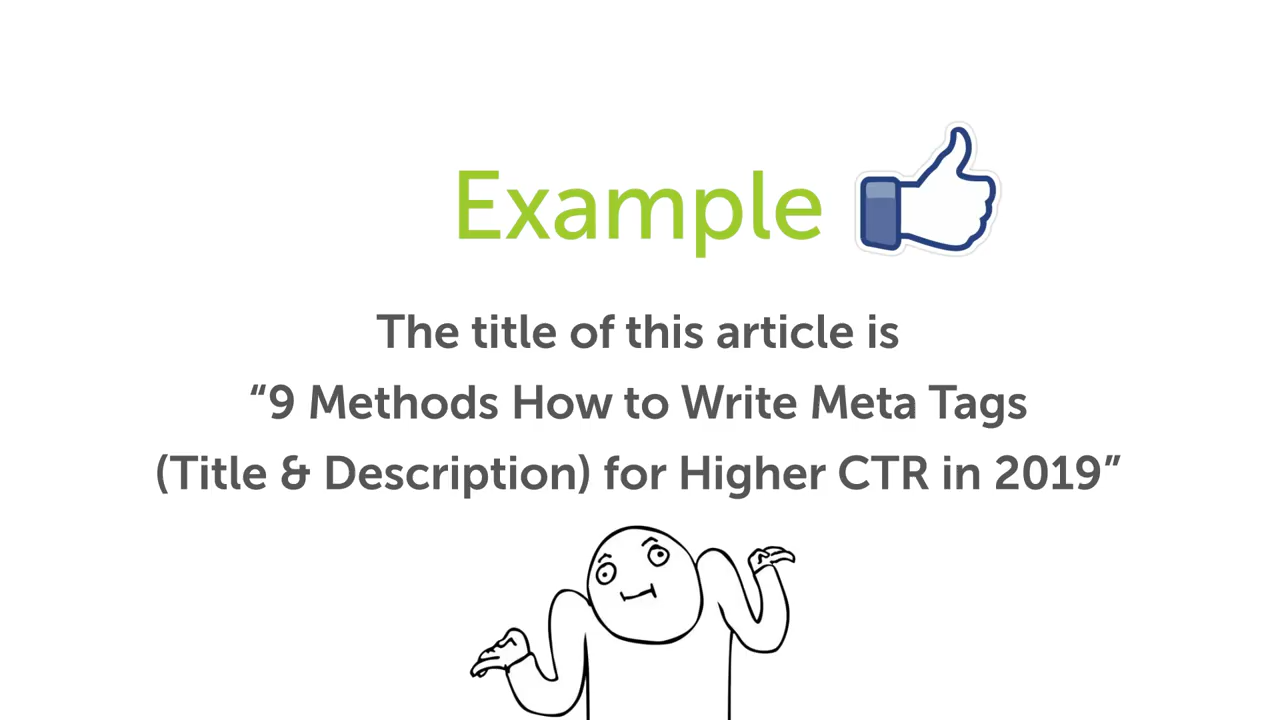 Example
The title of this article is
“9 Methods How to Write Meta Tags
(Title & Description) for Higher CTR in 2019”